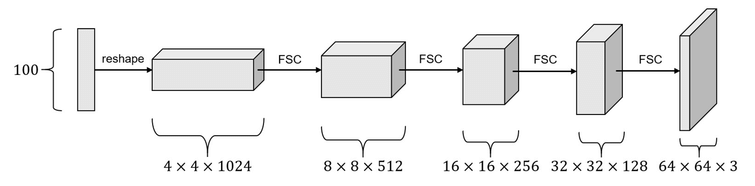 100
reshape
FSC
FSC
FSC
FSC
4 × 4 × 1024
8 × 8 × 512
16 × 16 × 256
32 × 32 × 128
64 × 64 × 3